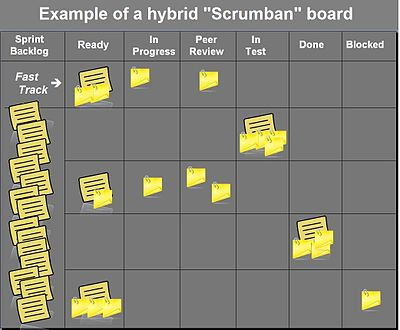 Example of a hybrid "Scrumban" board
Sprint
Backlog
Ready
In
Progress
Peer
Review
In
Test
Done
Blocked
Fast
Track